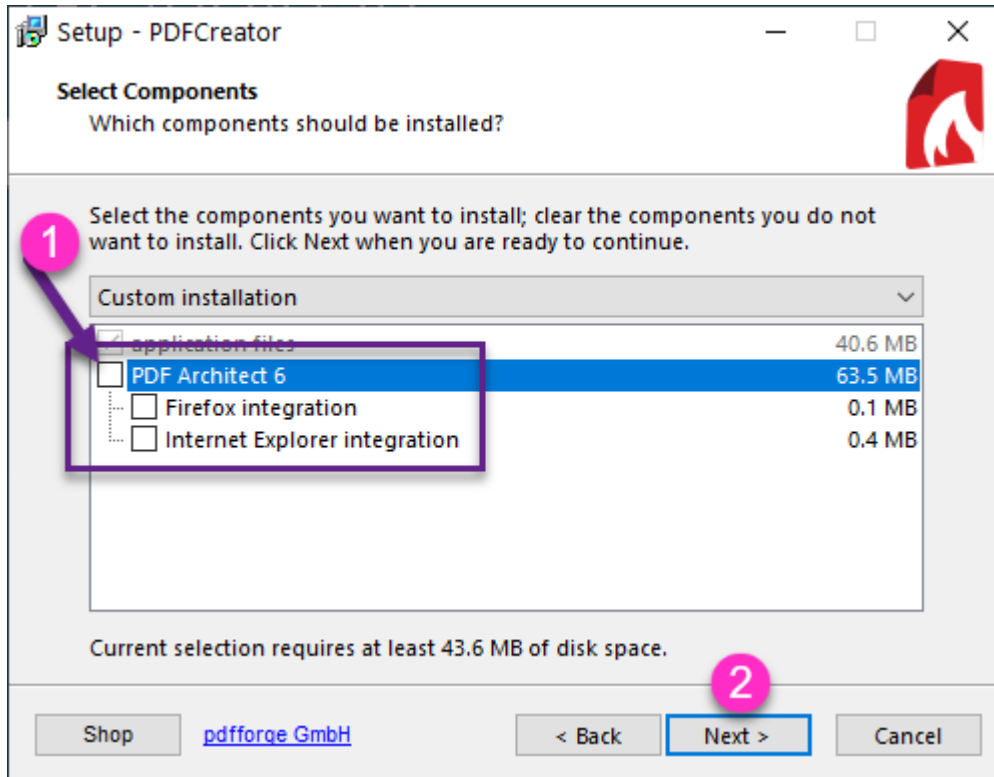 Setup - PDFCreator
Select Components
Which components should be installed?
Select the components you want to install; clear the components you do not
want to install. Click Next when you are ready to continue.
1
Custom installation
application files 40.6 MB
PDF Architect 6 63.5 MB
Firefox integration 0.1 MB
Internet Explorer integration 0.4 MB
Current selection requires at least 43.6 MB of disk space.
2
Shop pdfforge GmbH < Back Next > Cancel